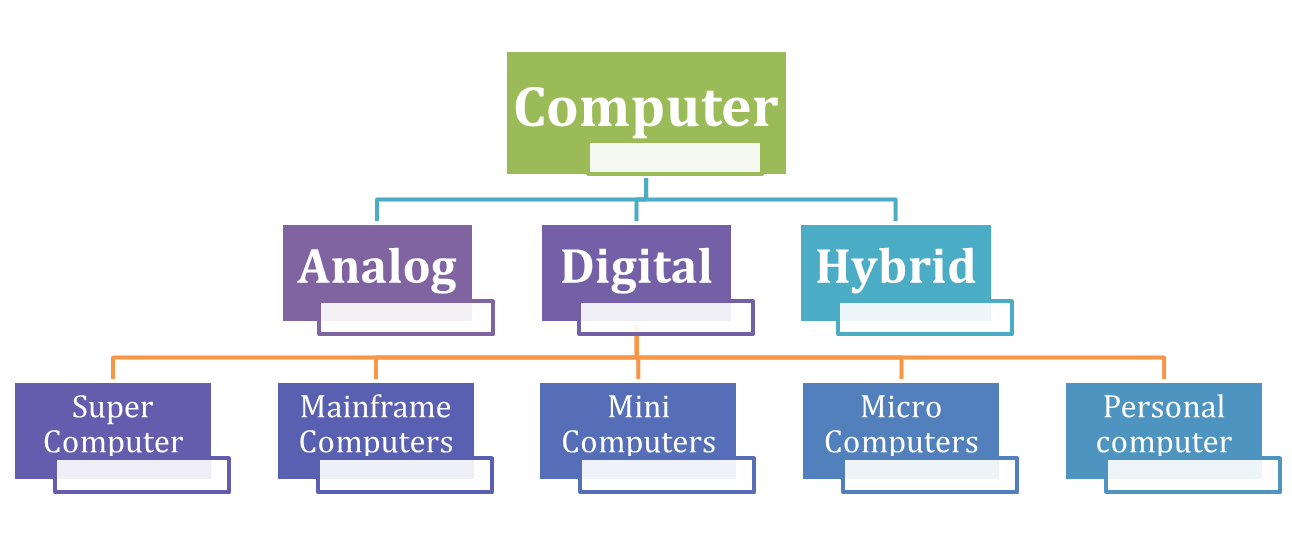 Computer
Analog
Digital
Hybrid
Super
Computer
Mainframe
Computers
Mini
Computers
Micro
Computers
Personal
computer